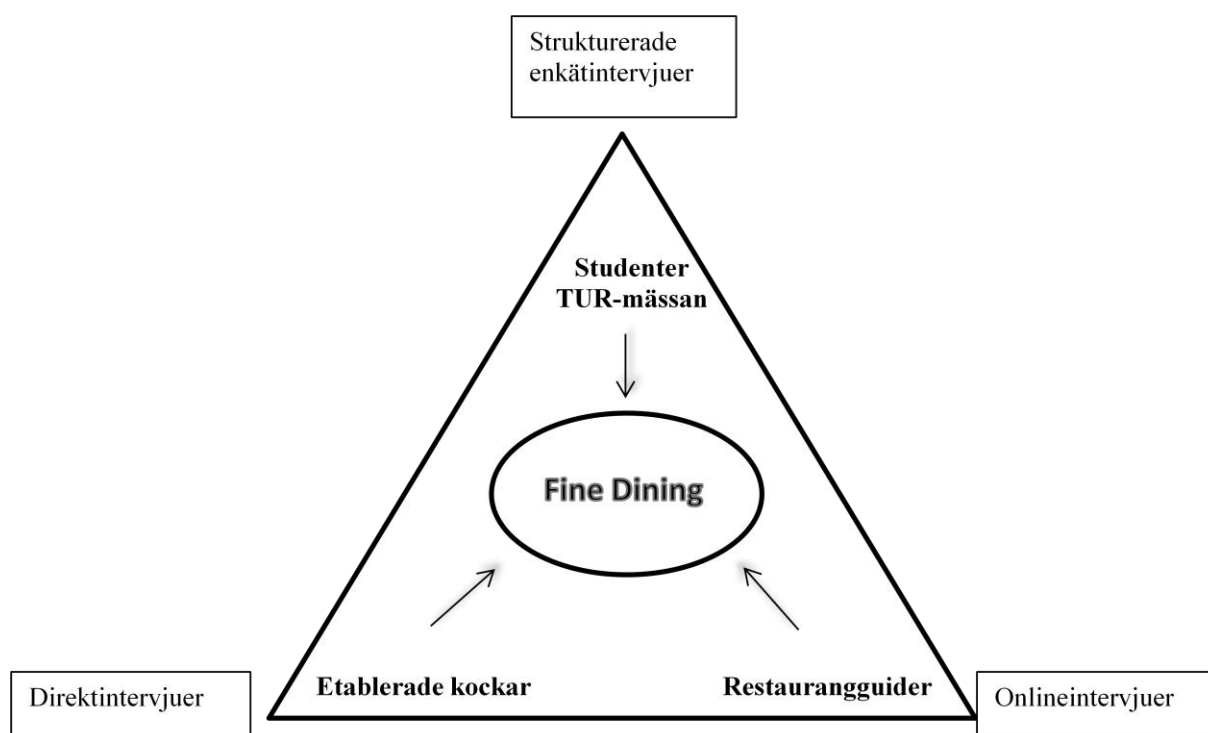 Strukturerade
enkätintervjuer
Studenter
TUR-mässan
Fine Dining
Etablerade kockar
Restaurangguider
Direktintervjuer
Onlineintervjuer